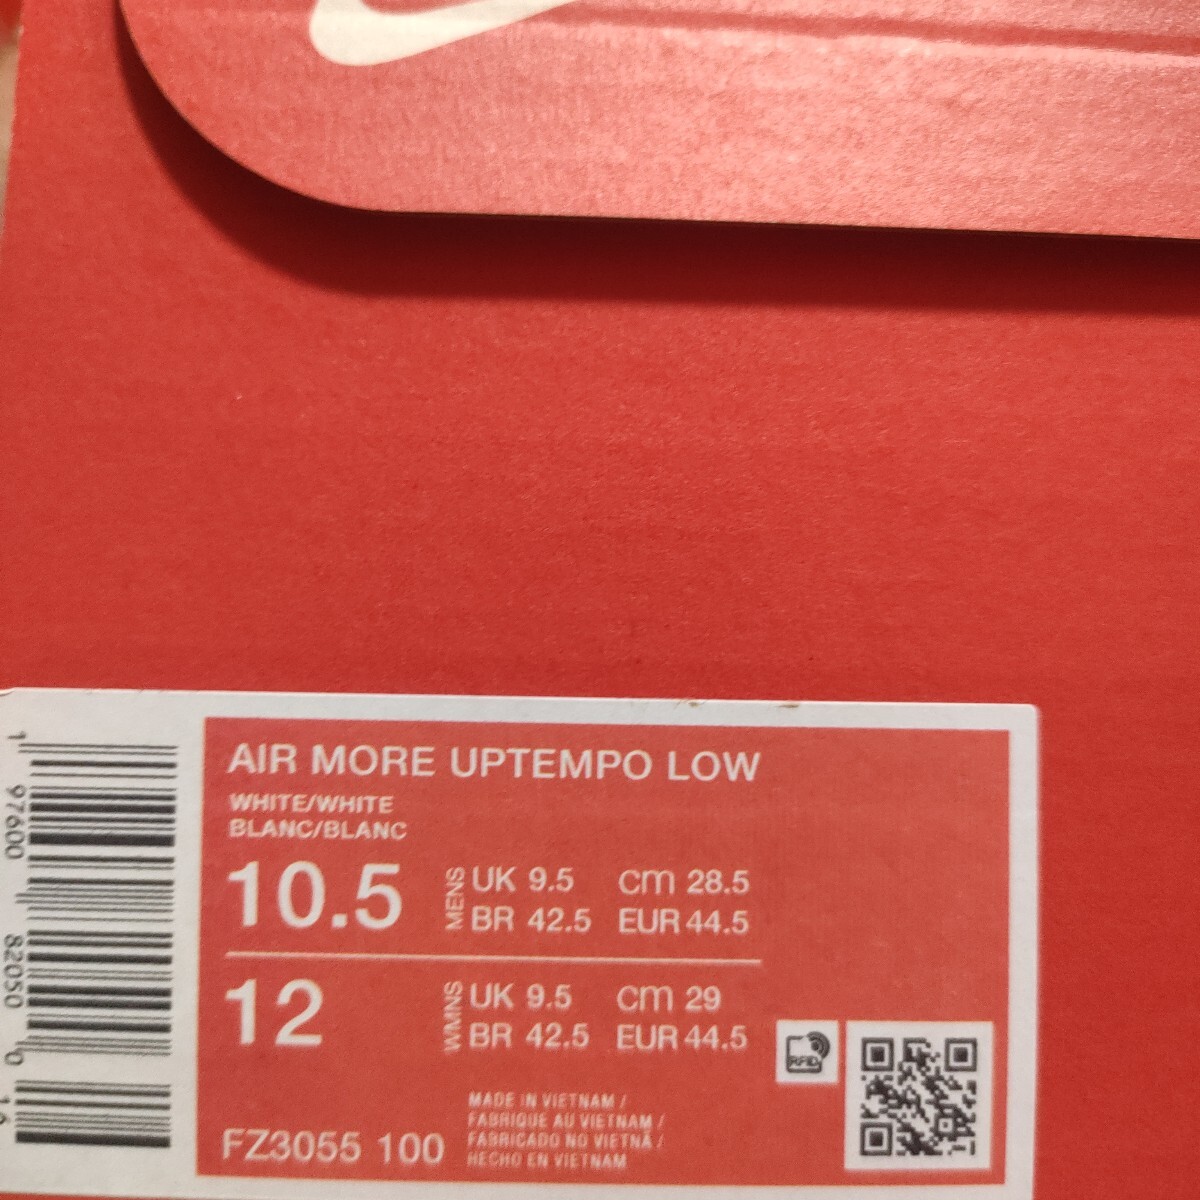 AIR MORE UPTEMPO LOW
WHITE/WHITE
BLANC/BLANC
10.5 MENS UK 9.5 cm 28.5
BR 42.5 EUR 44.5
12 WMNS UK 9.5 cm 29
BR 42.5 EUR 44.5
RFID
FZ3055 100
MADE IN VIETNAM /
FABRIQUE AU VIETNAM /
FABRICADO NO VIETNÃ /
HECHO EN VIETNAM
1 97600 82050 0 16